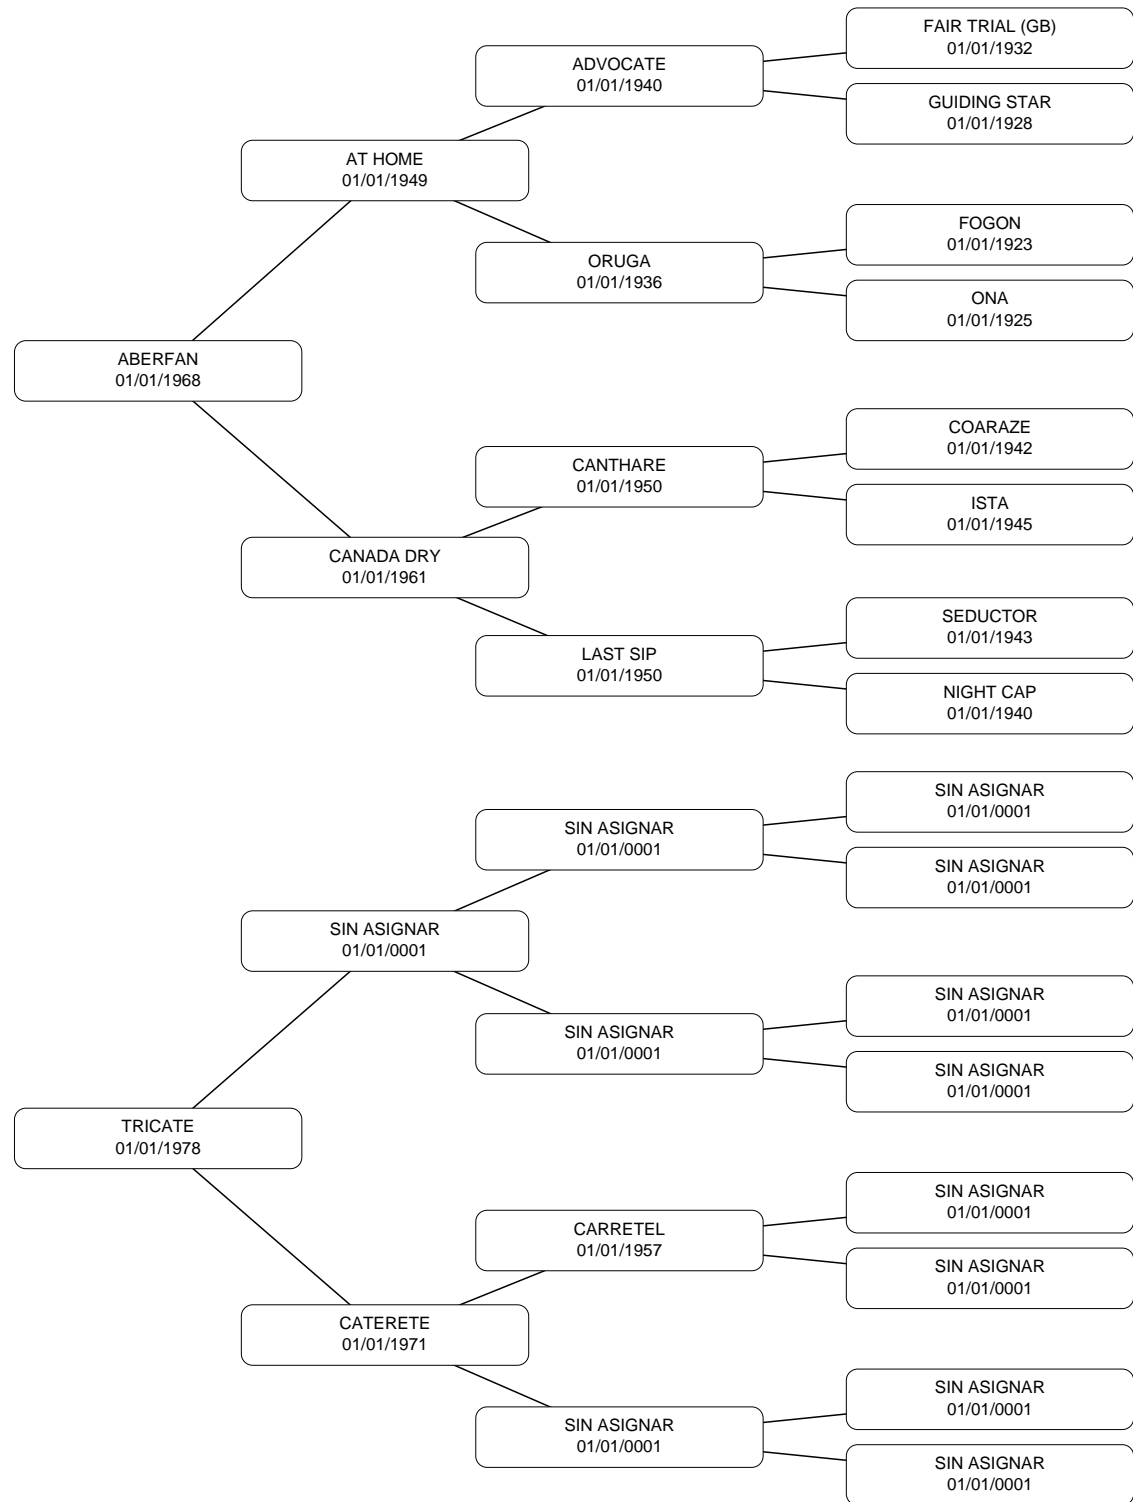 FAIR TRIAL (GB)
01/01/1932
ADVOCATE
01/01/1940
GUIDING STAR
01/01/1928
AT HOME
01/01/1949
FOGON
01/01/1923
ORUGA
01/01/1936
ONA
01/01/1925
ABERFAN
01/01/1968
COARAZE
01/01/1942
CANTHARE
01/01/1950
ISTA
01/01/1945
CANADA DRY
01/01/1961
SEDUCTOR
01/01/1943
LAST SIP
01/01/1950
NIGHT CAP
01/01/1940
SIN ASIGNAR
01/01/0001
SIN ASIGNAR
01/01/0001
SIN ASIGNAR
01/01/0001
SIN ASIGNAR
01/01/0001
SIN ASIGNAR
01/01/0001
SIN ASIGNAR
01/01/0001
SIN ASIGNAR
01/01/0001
TRICATE
01/01/1978
SIN ASIGNAR
01/01/0001
CARRETEL
01/01/1957
SIN ASIGNAR
01/01/0001
CATERETE
01/01/1971
SIN ASIGNAR
01/01/0001
SIN ASIGNAR
01/01/0001
SIN ASIGNAR
01/01/0001